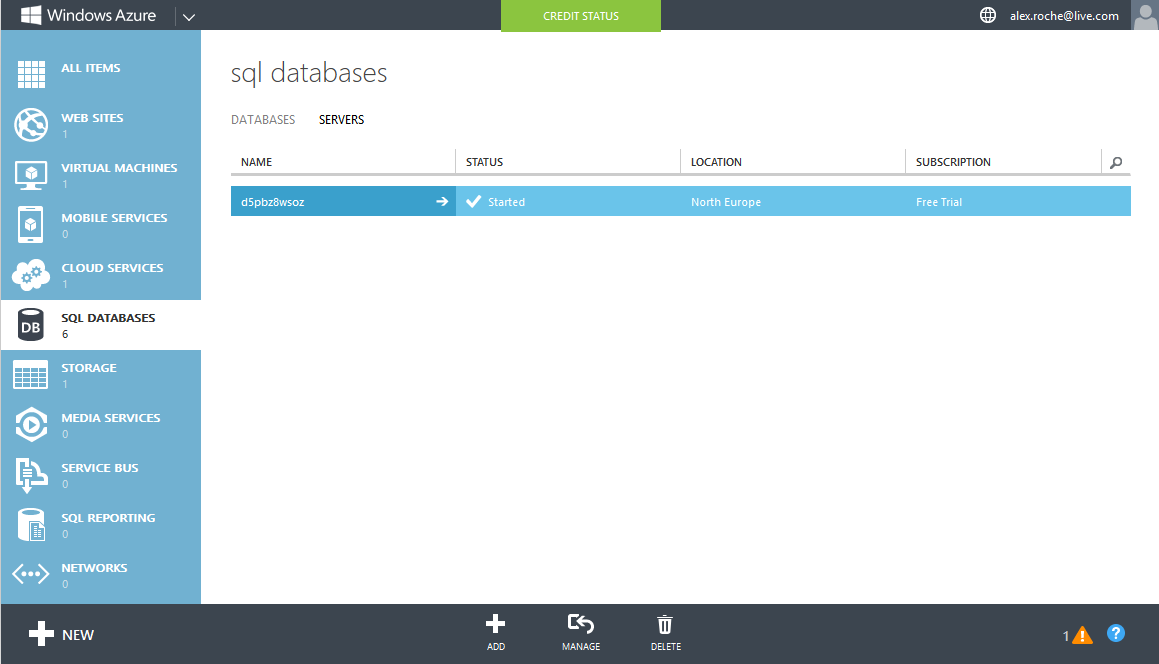 Windows Azure
CREDIT STATUS
alex.roche@live.com
ALL ITEMS
WEB SITES
1
VIRTUAL MACHINES
1
MOBILE SERVICES
0
CLOUD SERVICES
1
DB
SQL DATABASES
6
STORAGE
1
MEDIA SERVICES
0
SERVICE BUS
0
SQL REPORTING
0
NETWORKS
0
sql databases
DATABASES SERVERS
NAME STATUS LOCATION SUBSCRIPTION
d5pbz8wsoz Started North Europe Free Trial
NEW
ADD MANAGE DELETE
1 ! ?